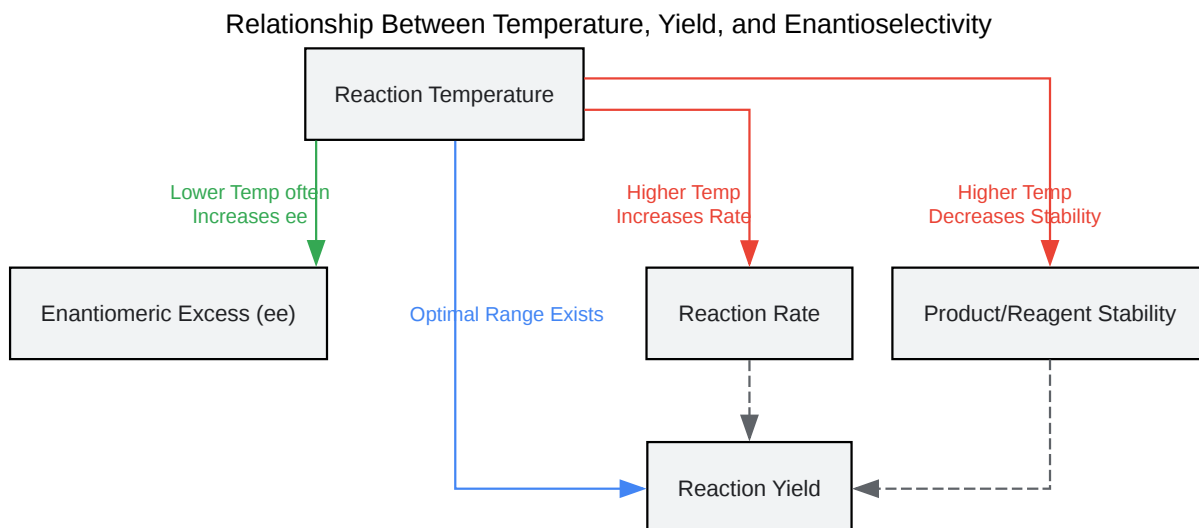 Relationship Between Temperature, Yield, and Enantioselectivity
Reaction Temperature
Lower Temp often
Increases ee
Higher Temp
Increases Rate
Higher Temp
Decreases Stability
Enantiomeric Excess (ee)
Optimal Range Exists
Reaction Rate
Product/Reagent Stability
Reaction Yield